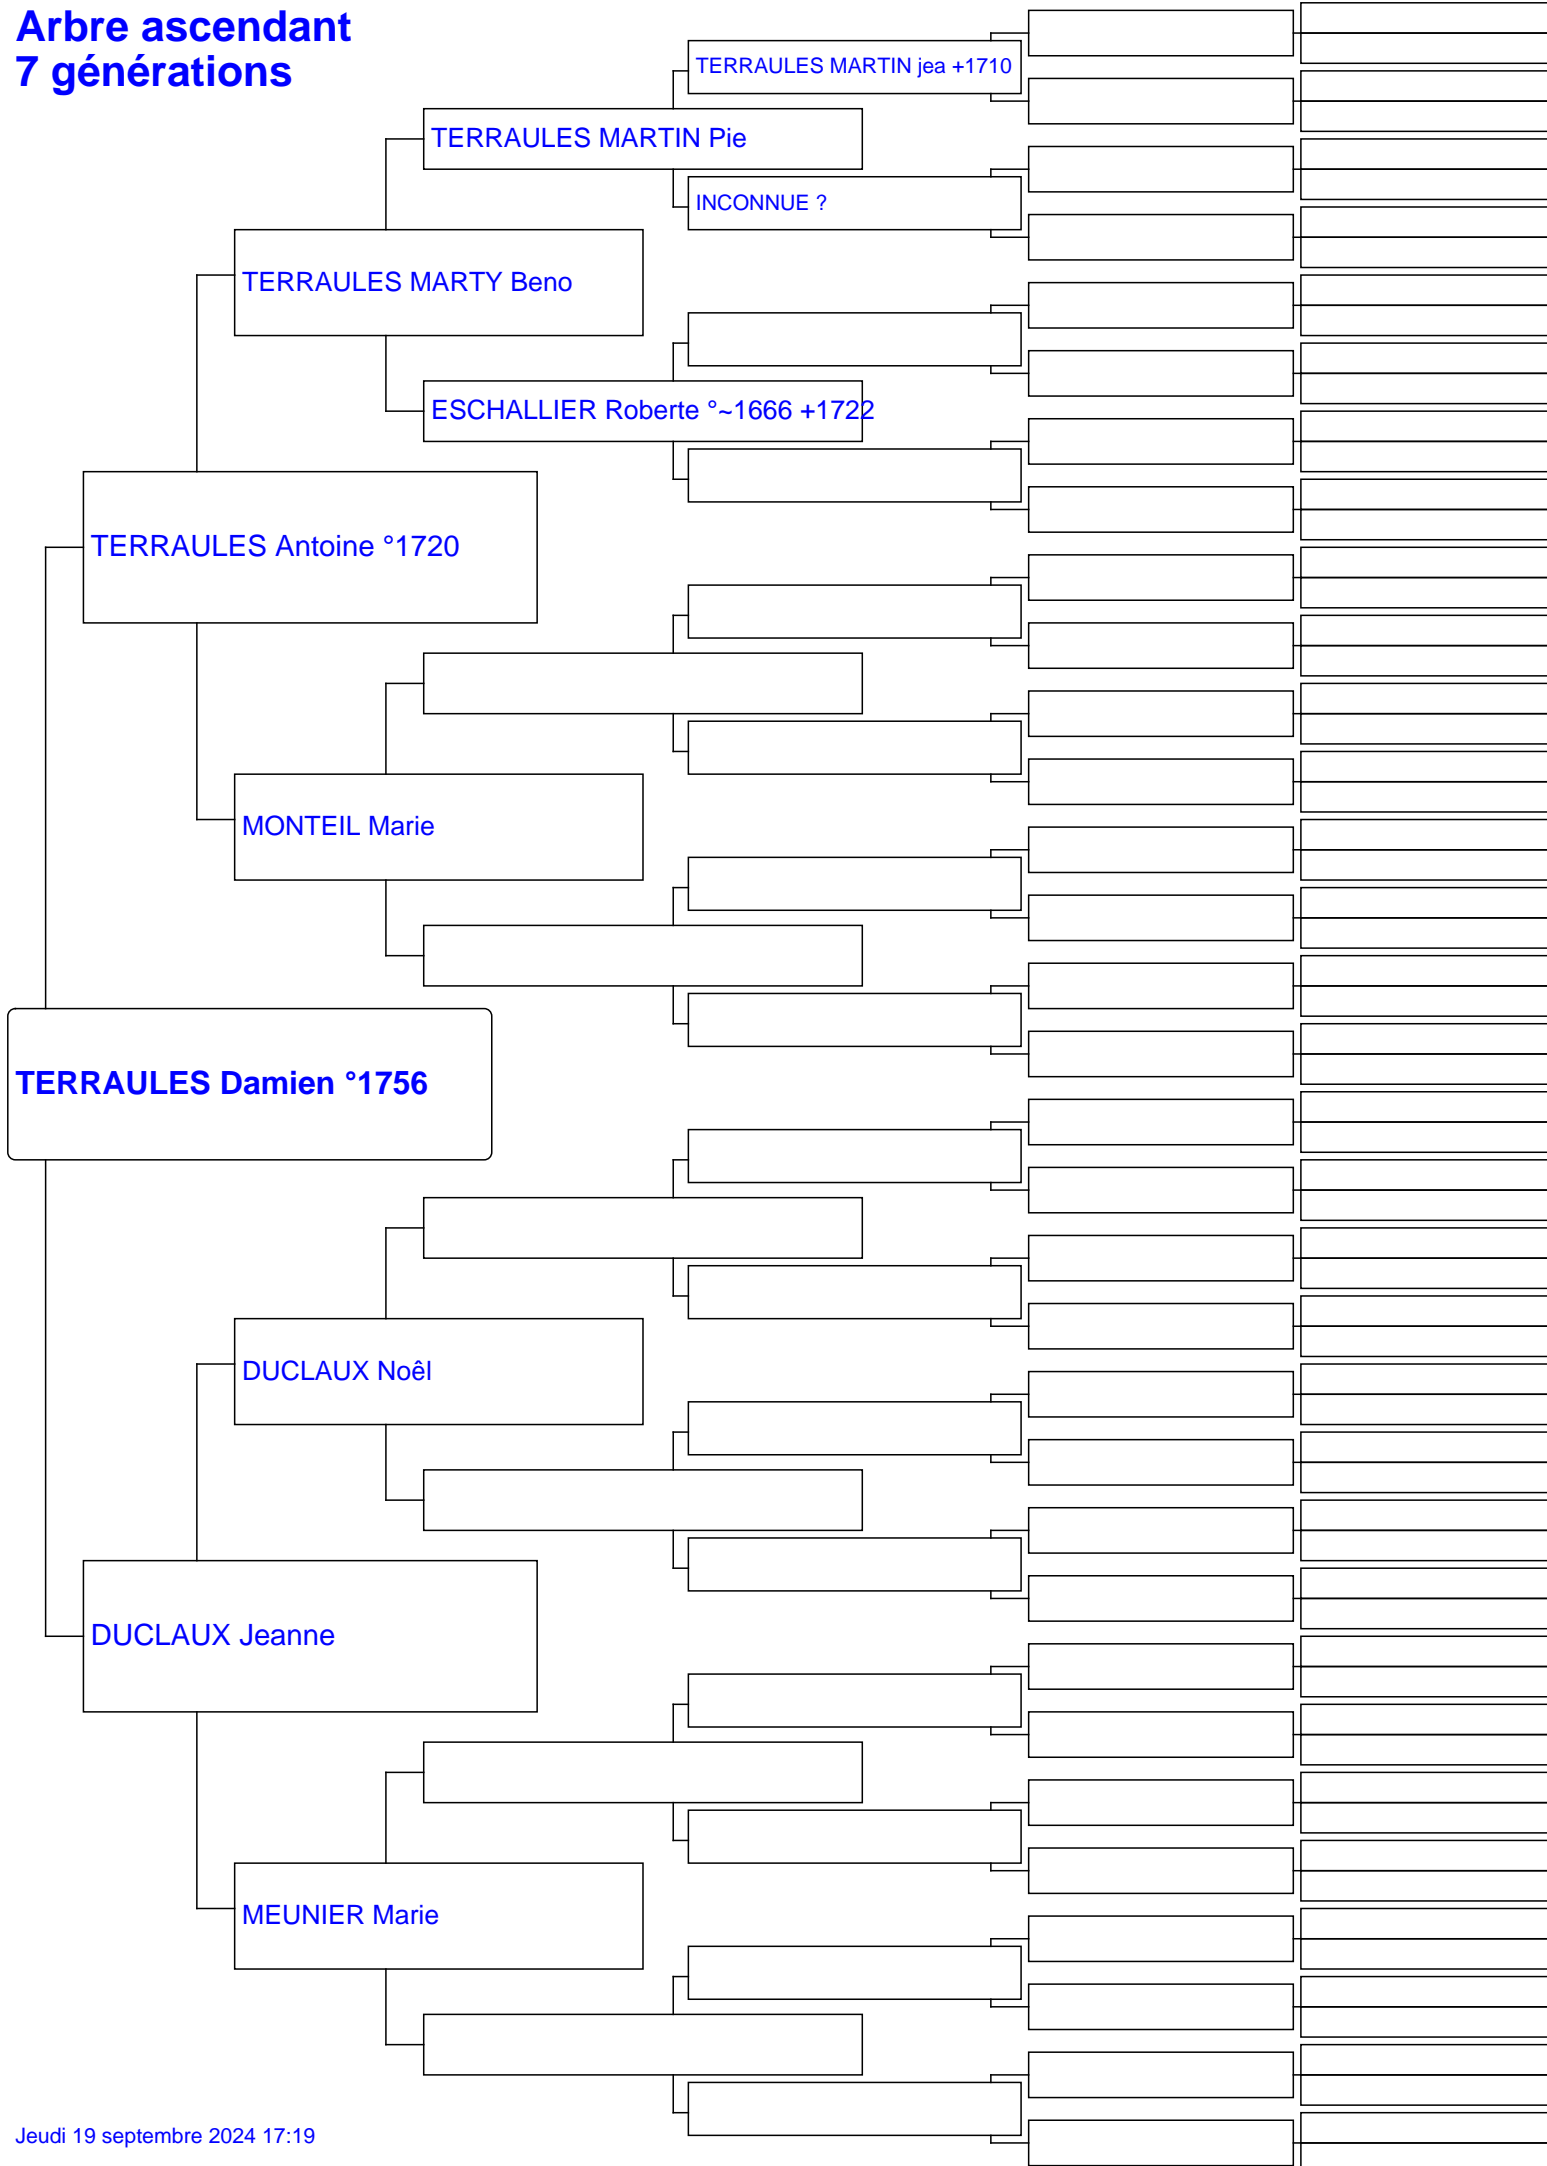 Arbre ascendant
7 générations
TERRAULES MARTIN jea +1710
TERRAULES MARTIN Pie
INCONNUE ?
TERRAULES MARTY Beno
ESCHALLIER Roberte °~1666 +1722
TERRAULES Antoine °1720
MONTEIL Marie
TERRAULES Damien °1756
DUCLAUX Noêl
DUCLAUX Jeanne
MEUNIER Marie
Jeudi 19 septembre 2024 17:19